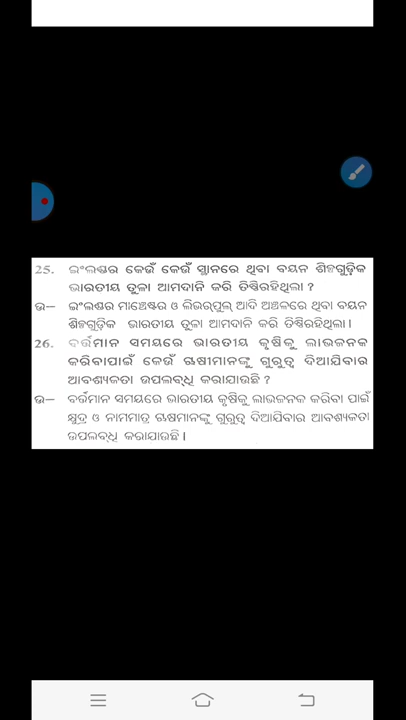 25. ଇଂଲଣ୍ଡର କେଉଁ କେଉଁ ସ୍ଥାନରେ ଥିବା ବୟନ ଶିଳ୍ପଗୁଡ଼ିକ
ଭାରତୀୟ ତୁଳା ଆମଦାନି କରି ତିଷ୍ଠିରହିଥିଲା ?
ଉ– ଇଂଲଣ୍ଡର ମାଞ୍ଚେଷ୍ଟର ଓ ଲିଭରପୁଲ୍ ଆଦି ଅଞ୍ଚଳରେ ଥିବା ବୟନ
ଶିଳ୍ପଗୁଡ଼ିକ ଭାରତୀୟ ତୁଳା ଆମଦାନି କରି ତିଷ୍ଠିରହିଥିଲା ।
26. ବର୍ତ୍ତମାନ ସମୟରେ ଭାରତୀୟ କୃଷିକୁ ଲାଭଜନକ
କରିବାପାଇଁ କେଉଁ ଋଷୀମାନଙ୍କୁ ଗୁରୁତ୍ୱ ଦିଆଯିବାର
ଆବଶ୍ୟକତା ଉପଲବ୍ଧି କରାଯାଉଛି ?
ଉ– ବର୍ତ୍ତମାନ ସମୟରେ ଭାରତୀୟ କୃଷିକୁ ଲାଭଜନକ କରିବା ପାଇଁ
କ୍ଷୁଦ୍ର ଓ ନାମମାତ୍ର ଋଷମାନଙ୍କୁ ଗୁରୁତ୍ୱ ଦିଆଯିବାର ଆବଶ୍ୟକତା
ଉପଲବ୍ଧି କରାଯାଉଛି ।